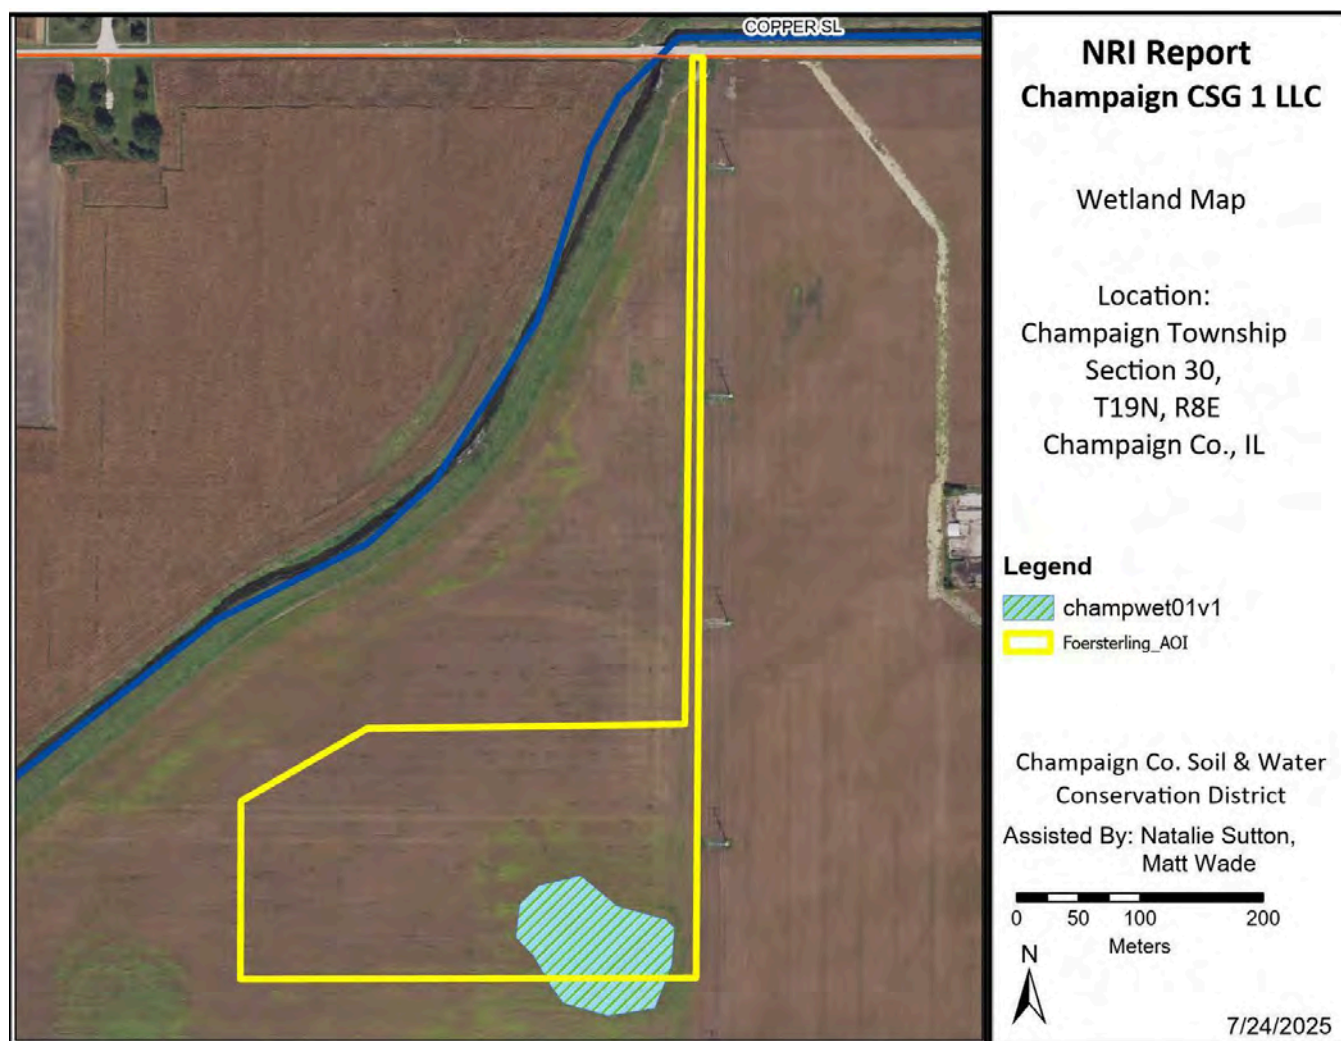 COPPER SL
NRI Report
Champaign CSG 1 LLC
Wetland Map
Location:
Champaign Township
Section 30,
T19N, R8E
Champaign Co., IL
Legend
champwet01v1
Foersterling_AOI
Champaign Co. Soil & Water
Conservation District
Assisted By: Natalie Sutton,
Matt Wade
0 50 100 200
Meters
N
7/24/2025